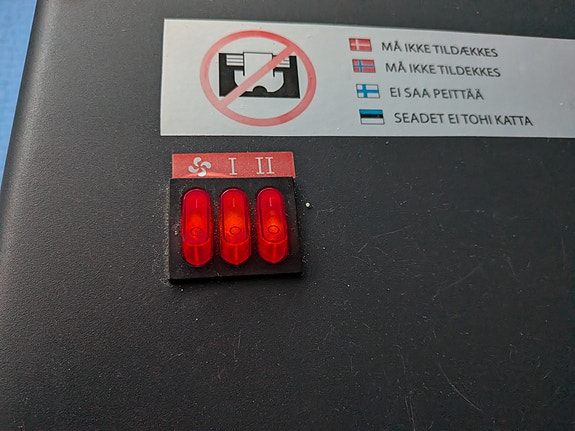 MÅ IKKE TILDÆKKES
MÅ IKKE TILDEKKES
EI SAA PEITTÄÄ
SEADET EI TOHI KATTA
I II